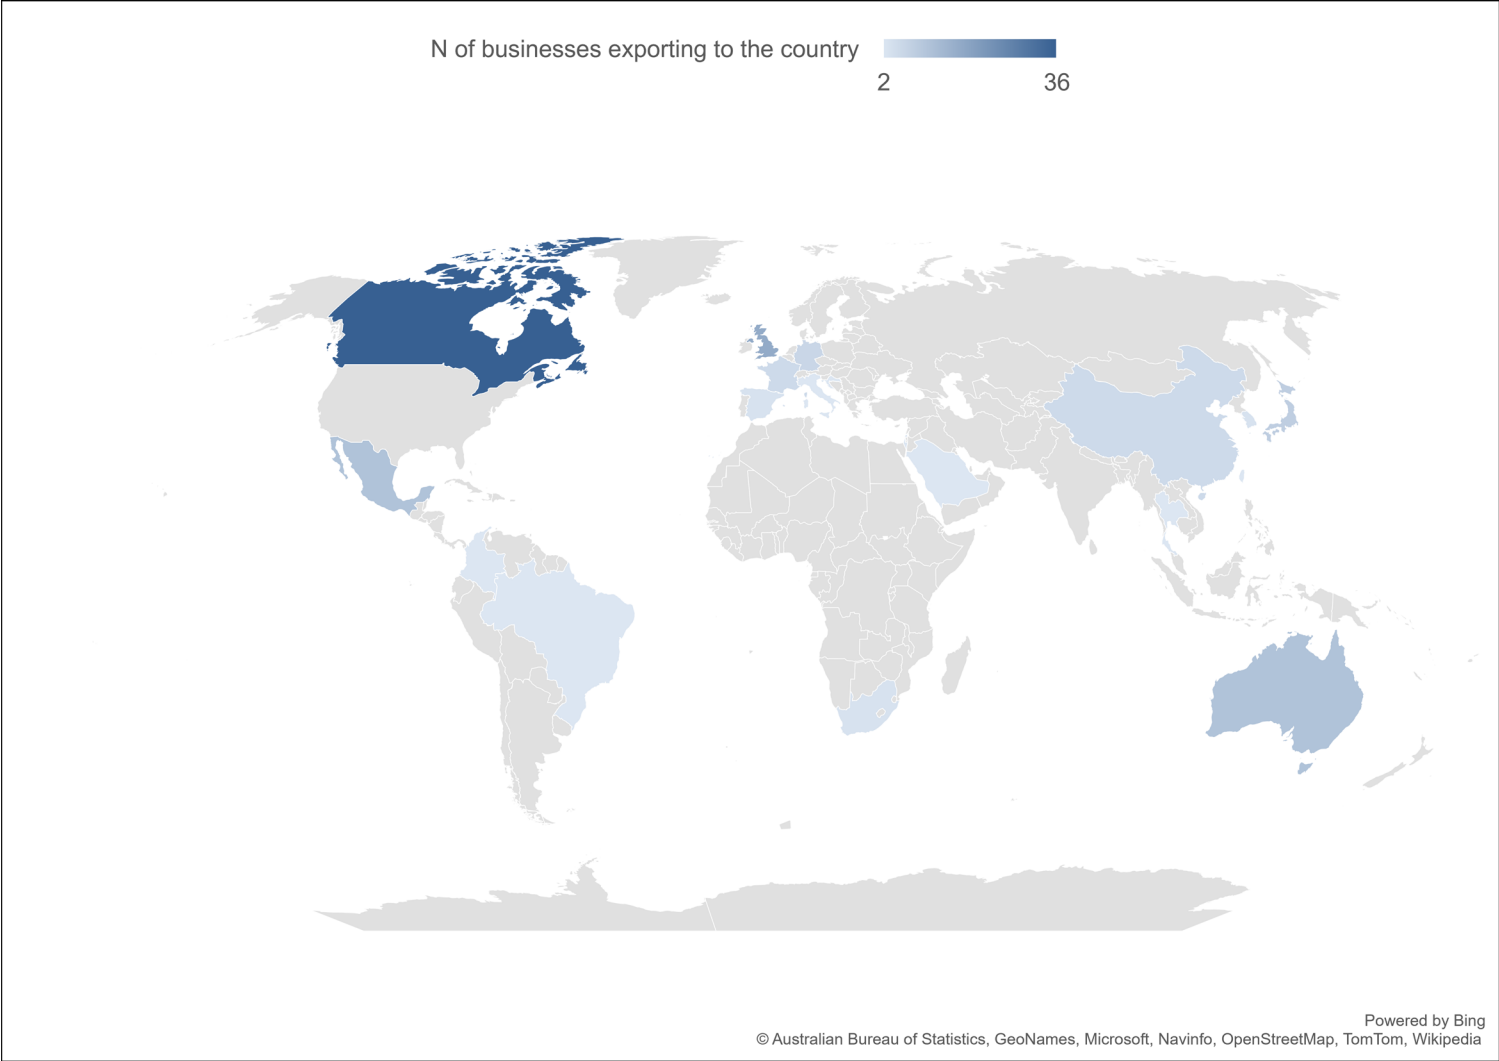 N of businesses exporting to the country
2 36
Powered by Bing
© Australian Bureau of Statistics, GeoNames, Microsoft, Navinfo, OpenStreetMap, TomTom, Wikipedia